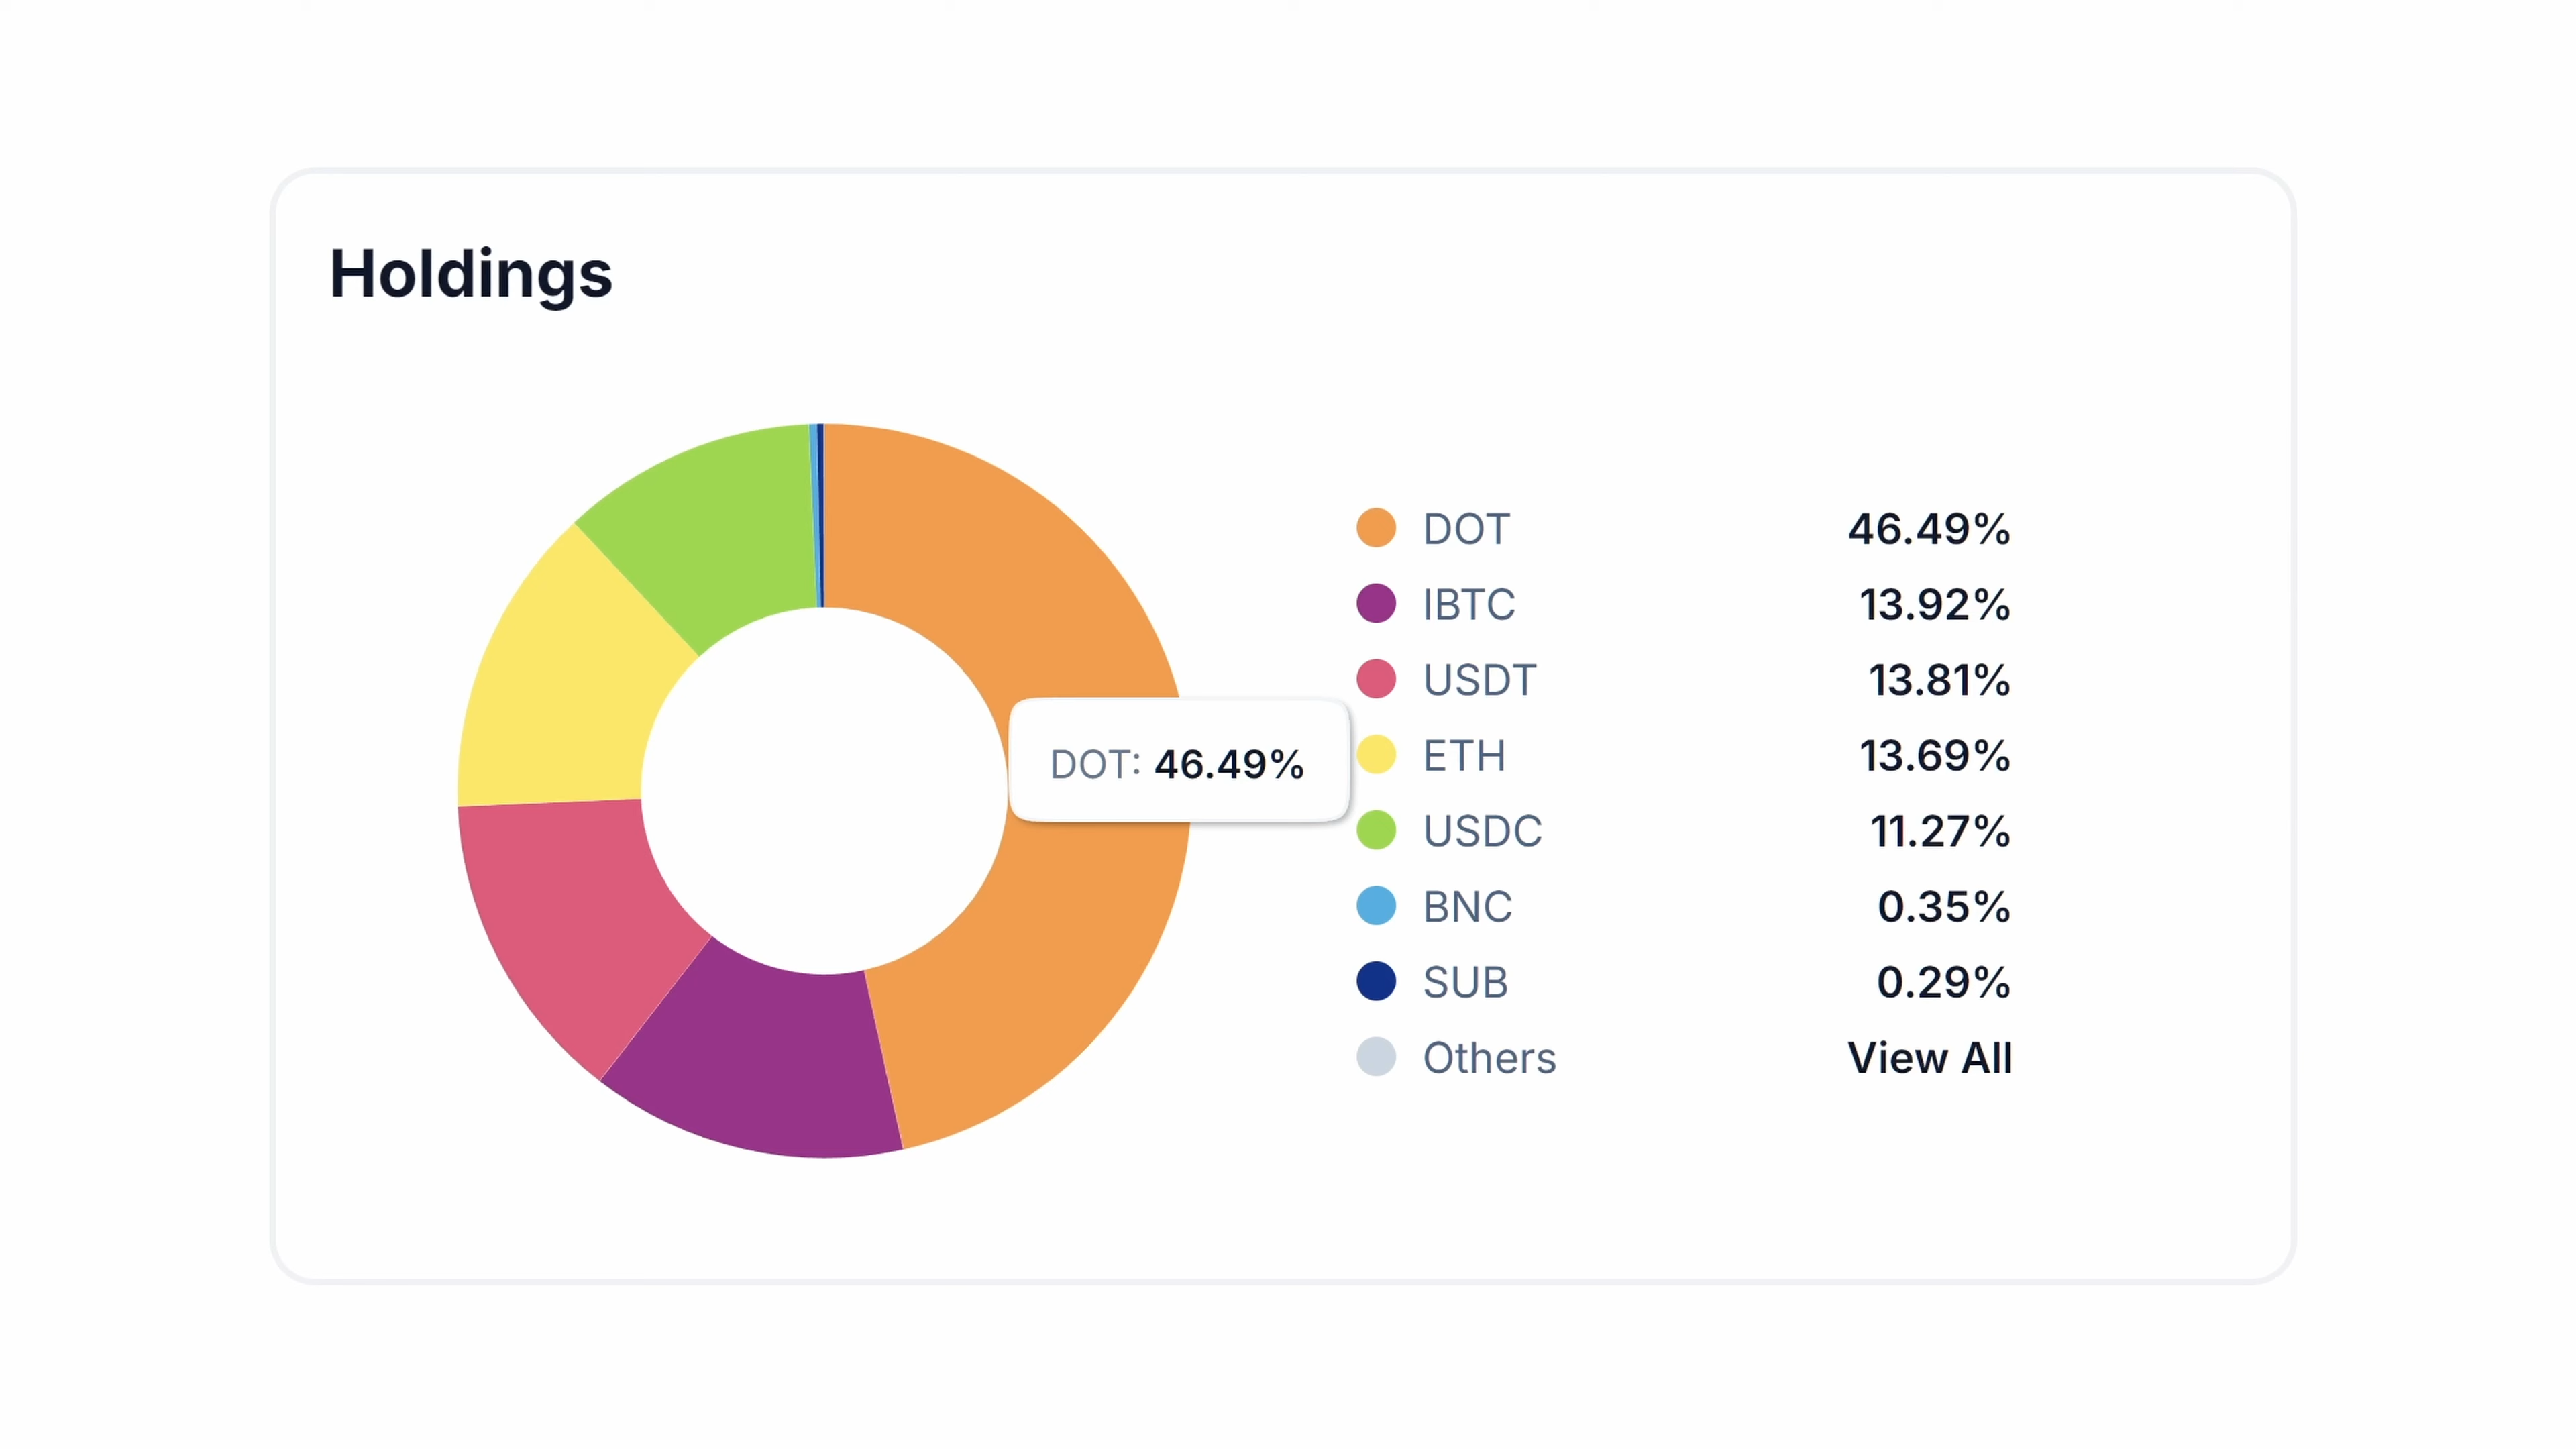 Holdings
DOT: 46.49%
DOT 46.49%
IBTC 13.92%
USDT 13.81%
ETH 13.69%
USDC 11.27%
BNC 0.35%
SUB 0.29%
Others View All